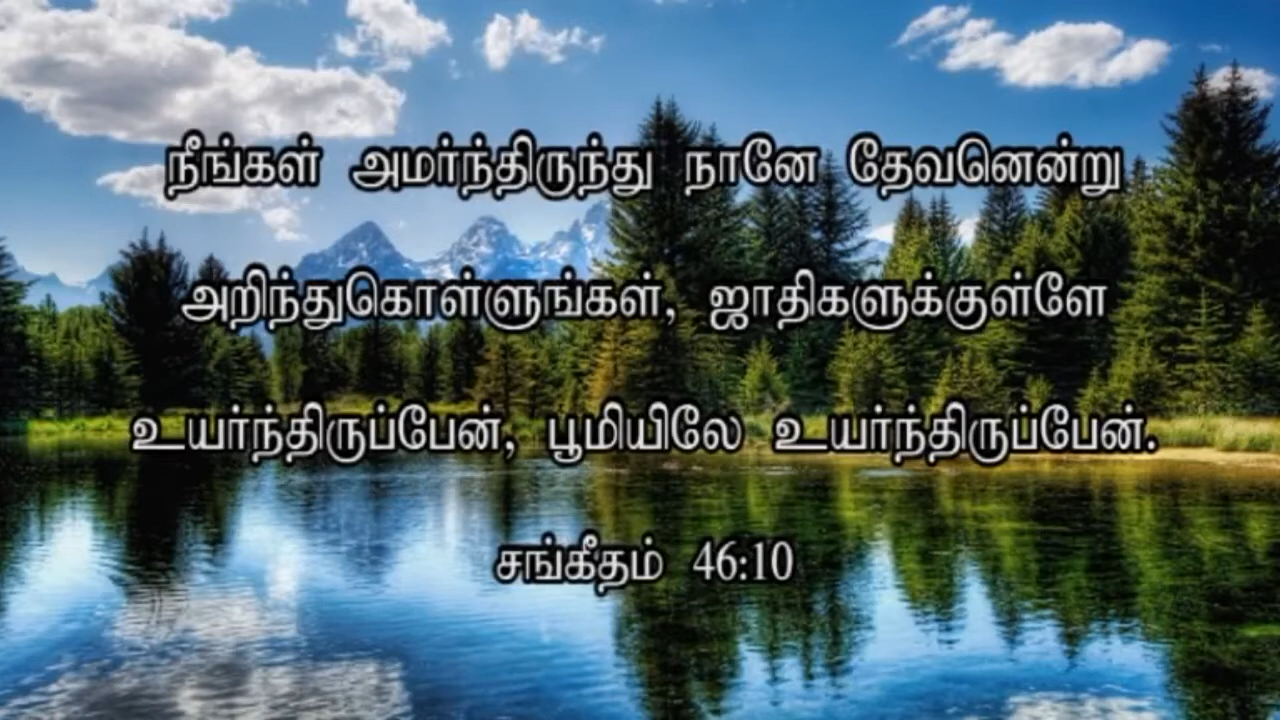 நீங்கள் அமர்ந்திருந்து நானே தேவனென்று
அறிந்துகொள்ளுங்கள், ஜாதிகளுக்குள்ளே
உயர்ந்திருப்பேன், பூமியிலே உயர்ந்திருப்பேன்.
சங்கீதம் 46:10